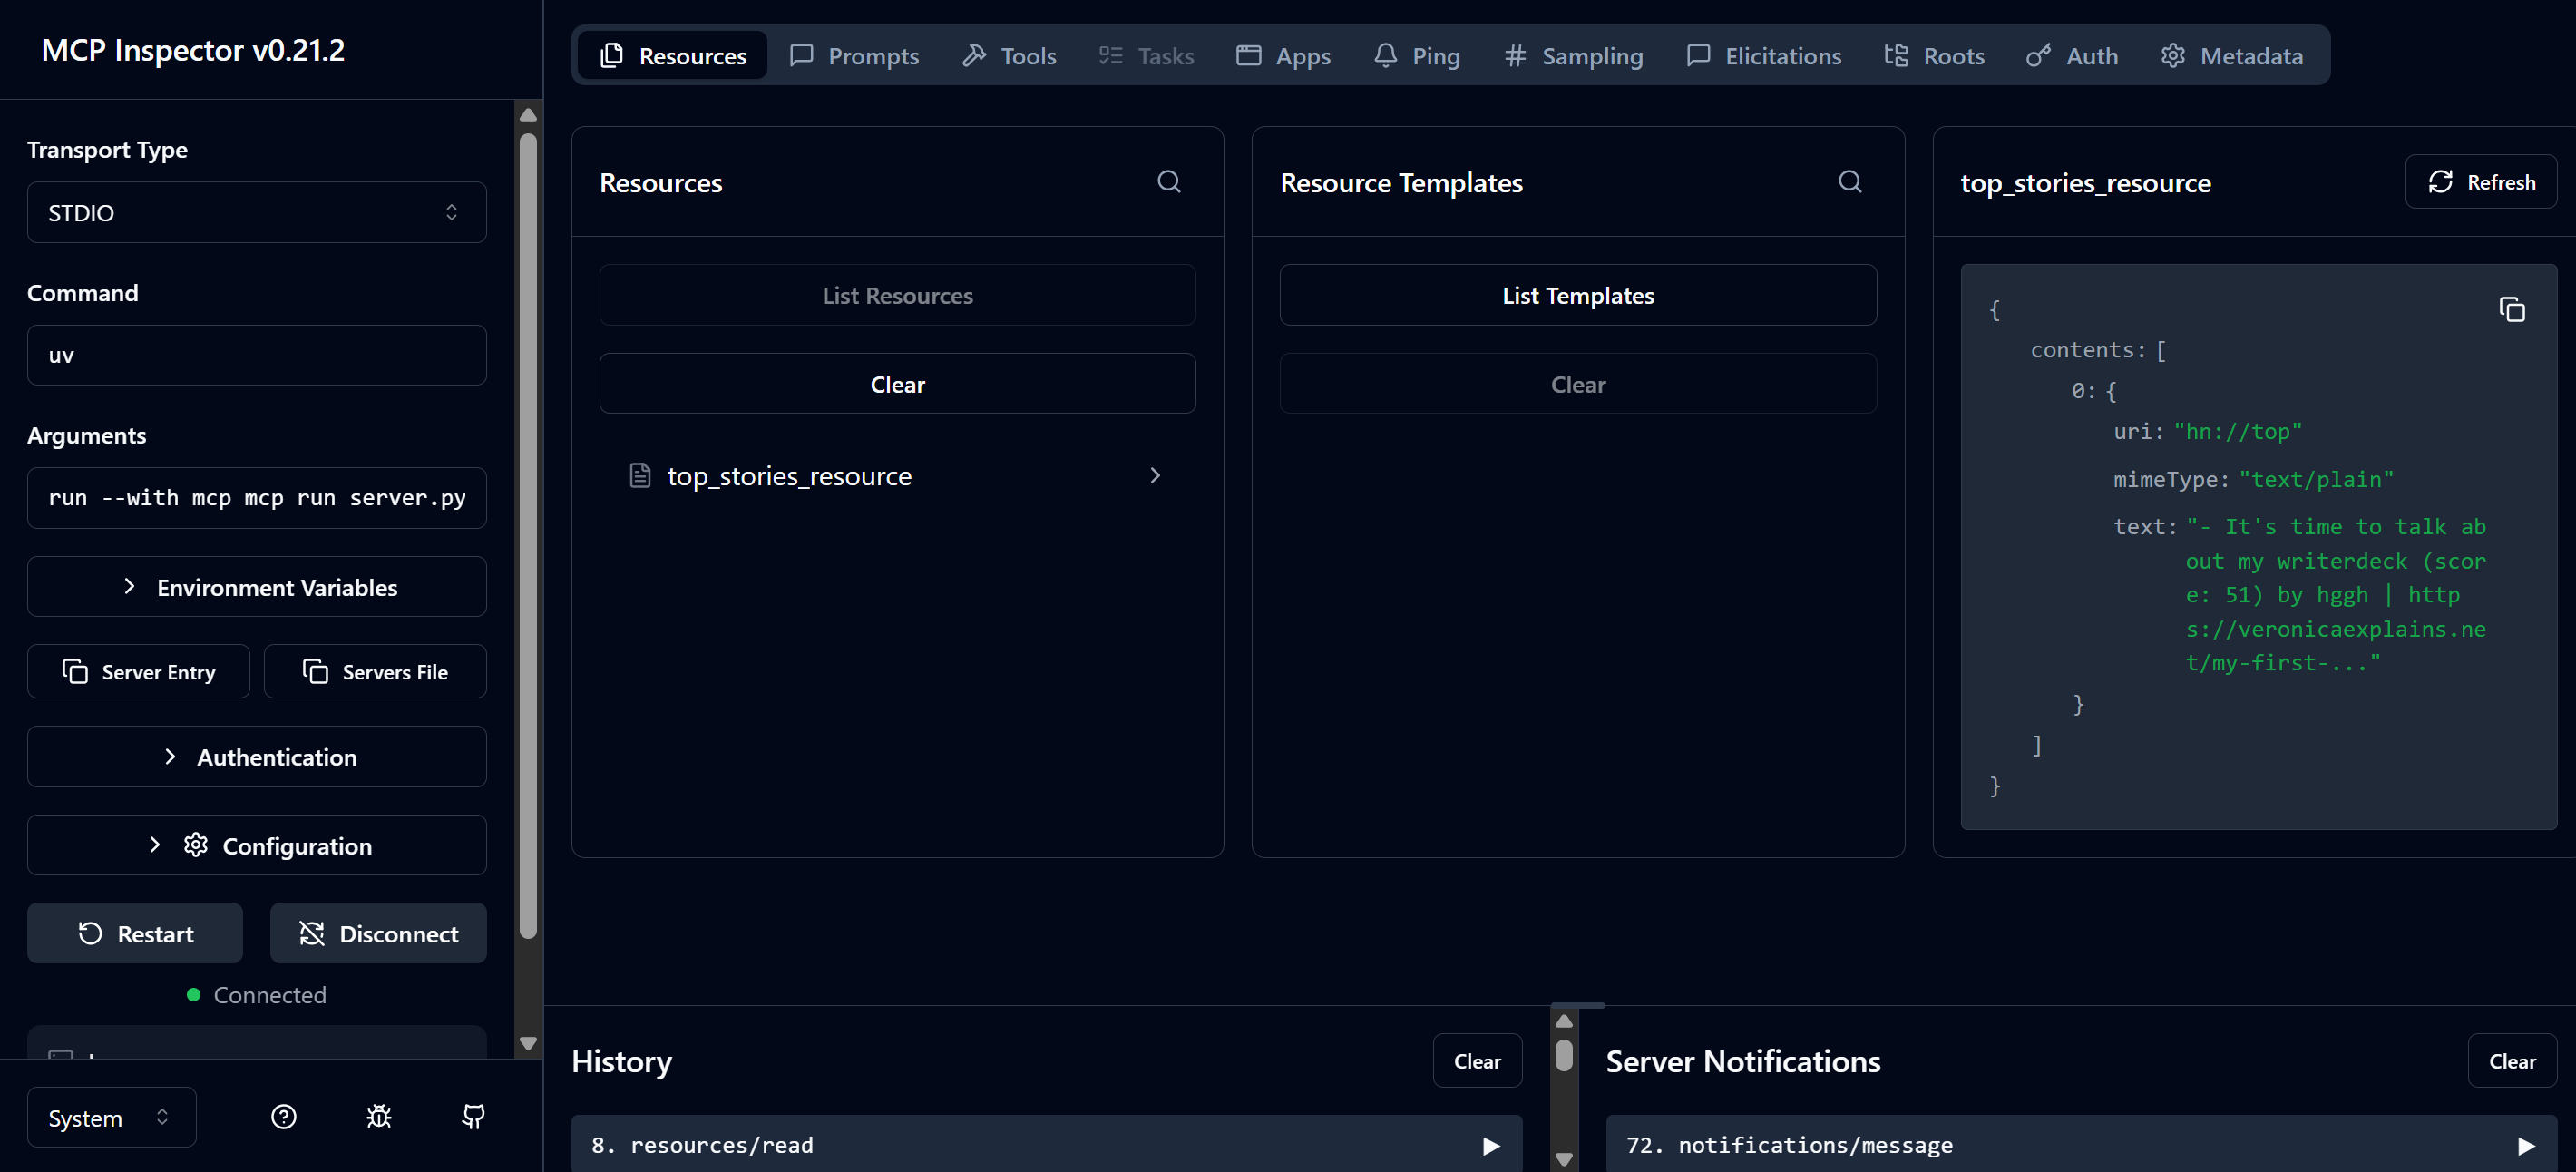 MCP Inspector v0.21.2
Transport Type
STDIO
Command
uv
Arguments
run --with mcp mcp run server.py
Environment Variables
Server Entry
Servers File
Authentication
Configuration
Restart
Disconnect
Connected
System
Resources
Prompts
Tools
Tasks
Apps
Ping
Sampling
Elicitations
Roots
Auth
Metadata
Resources
List Resources
Clear
top_stories_resource
Resource Templates
List Templates
Clear
top_stories_resource
Refresh
{
contents: [
0: {
uri: "hn://top"
mimeType: "text/plain"
text: "- It's time to talk ab
out my writerdeck (scor
e: 51) by hggh | http
s://veronicaexplains.ne
t/my-first-..."
}
]
}
History
Clear
8. resources/read
Server Notifications
Clear
72. notifications/message